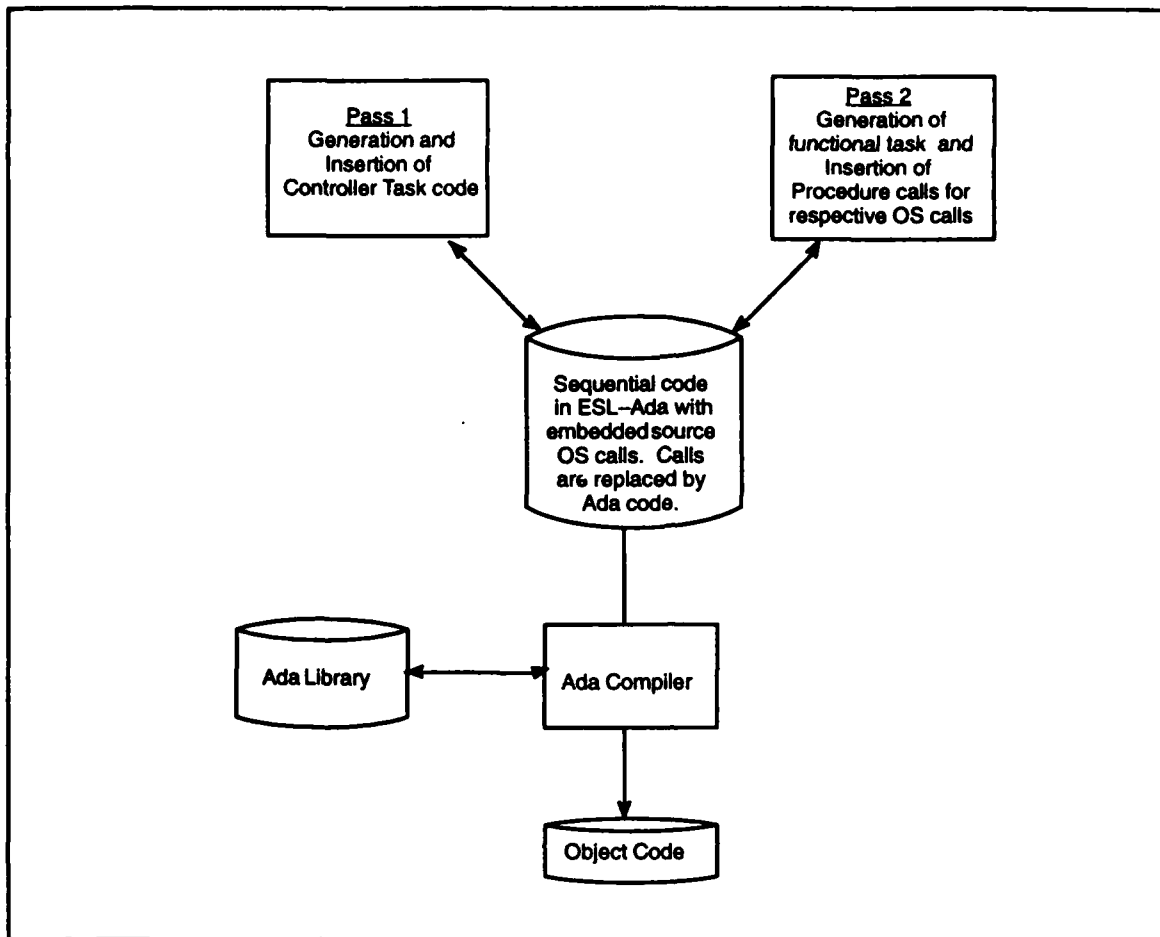 Pass 1
Generation and
Insertion of
Controller Task code
Pass 2
Generation of
functional task and
Insertion of
Procedure calls for
respective OS calls
Sequential code
in ESL–Ada with
embedded source
OS calls. Calls
are replaced by
Ada code.
Ada Library
Ada Compiler
Object Code